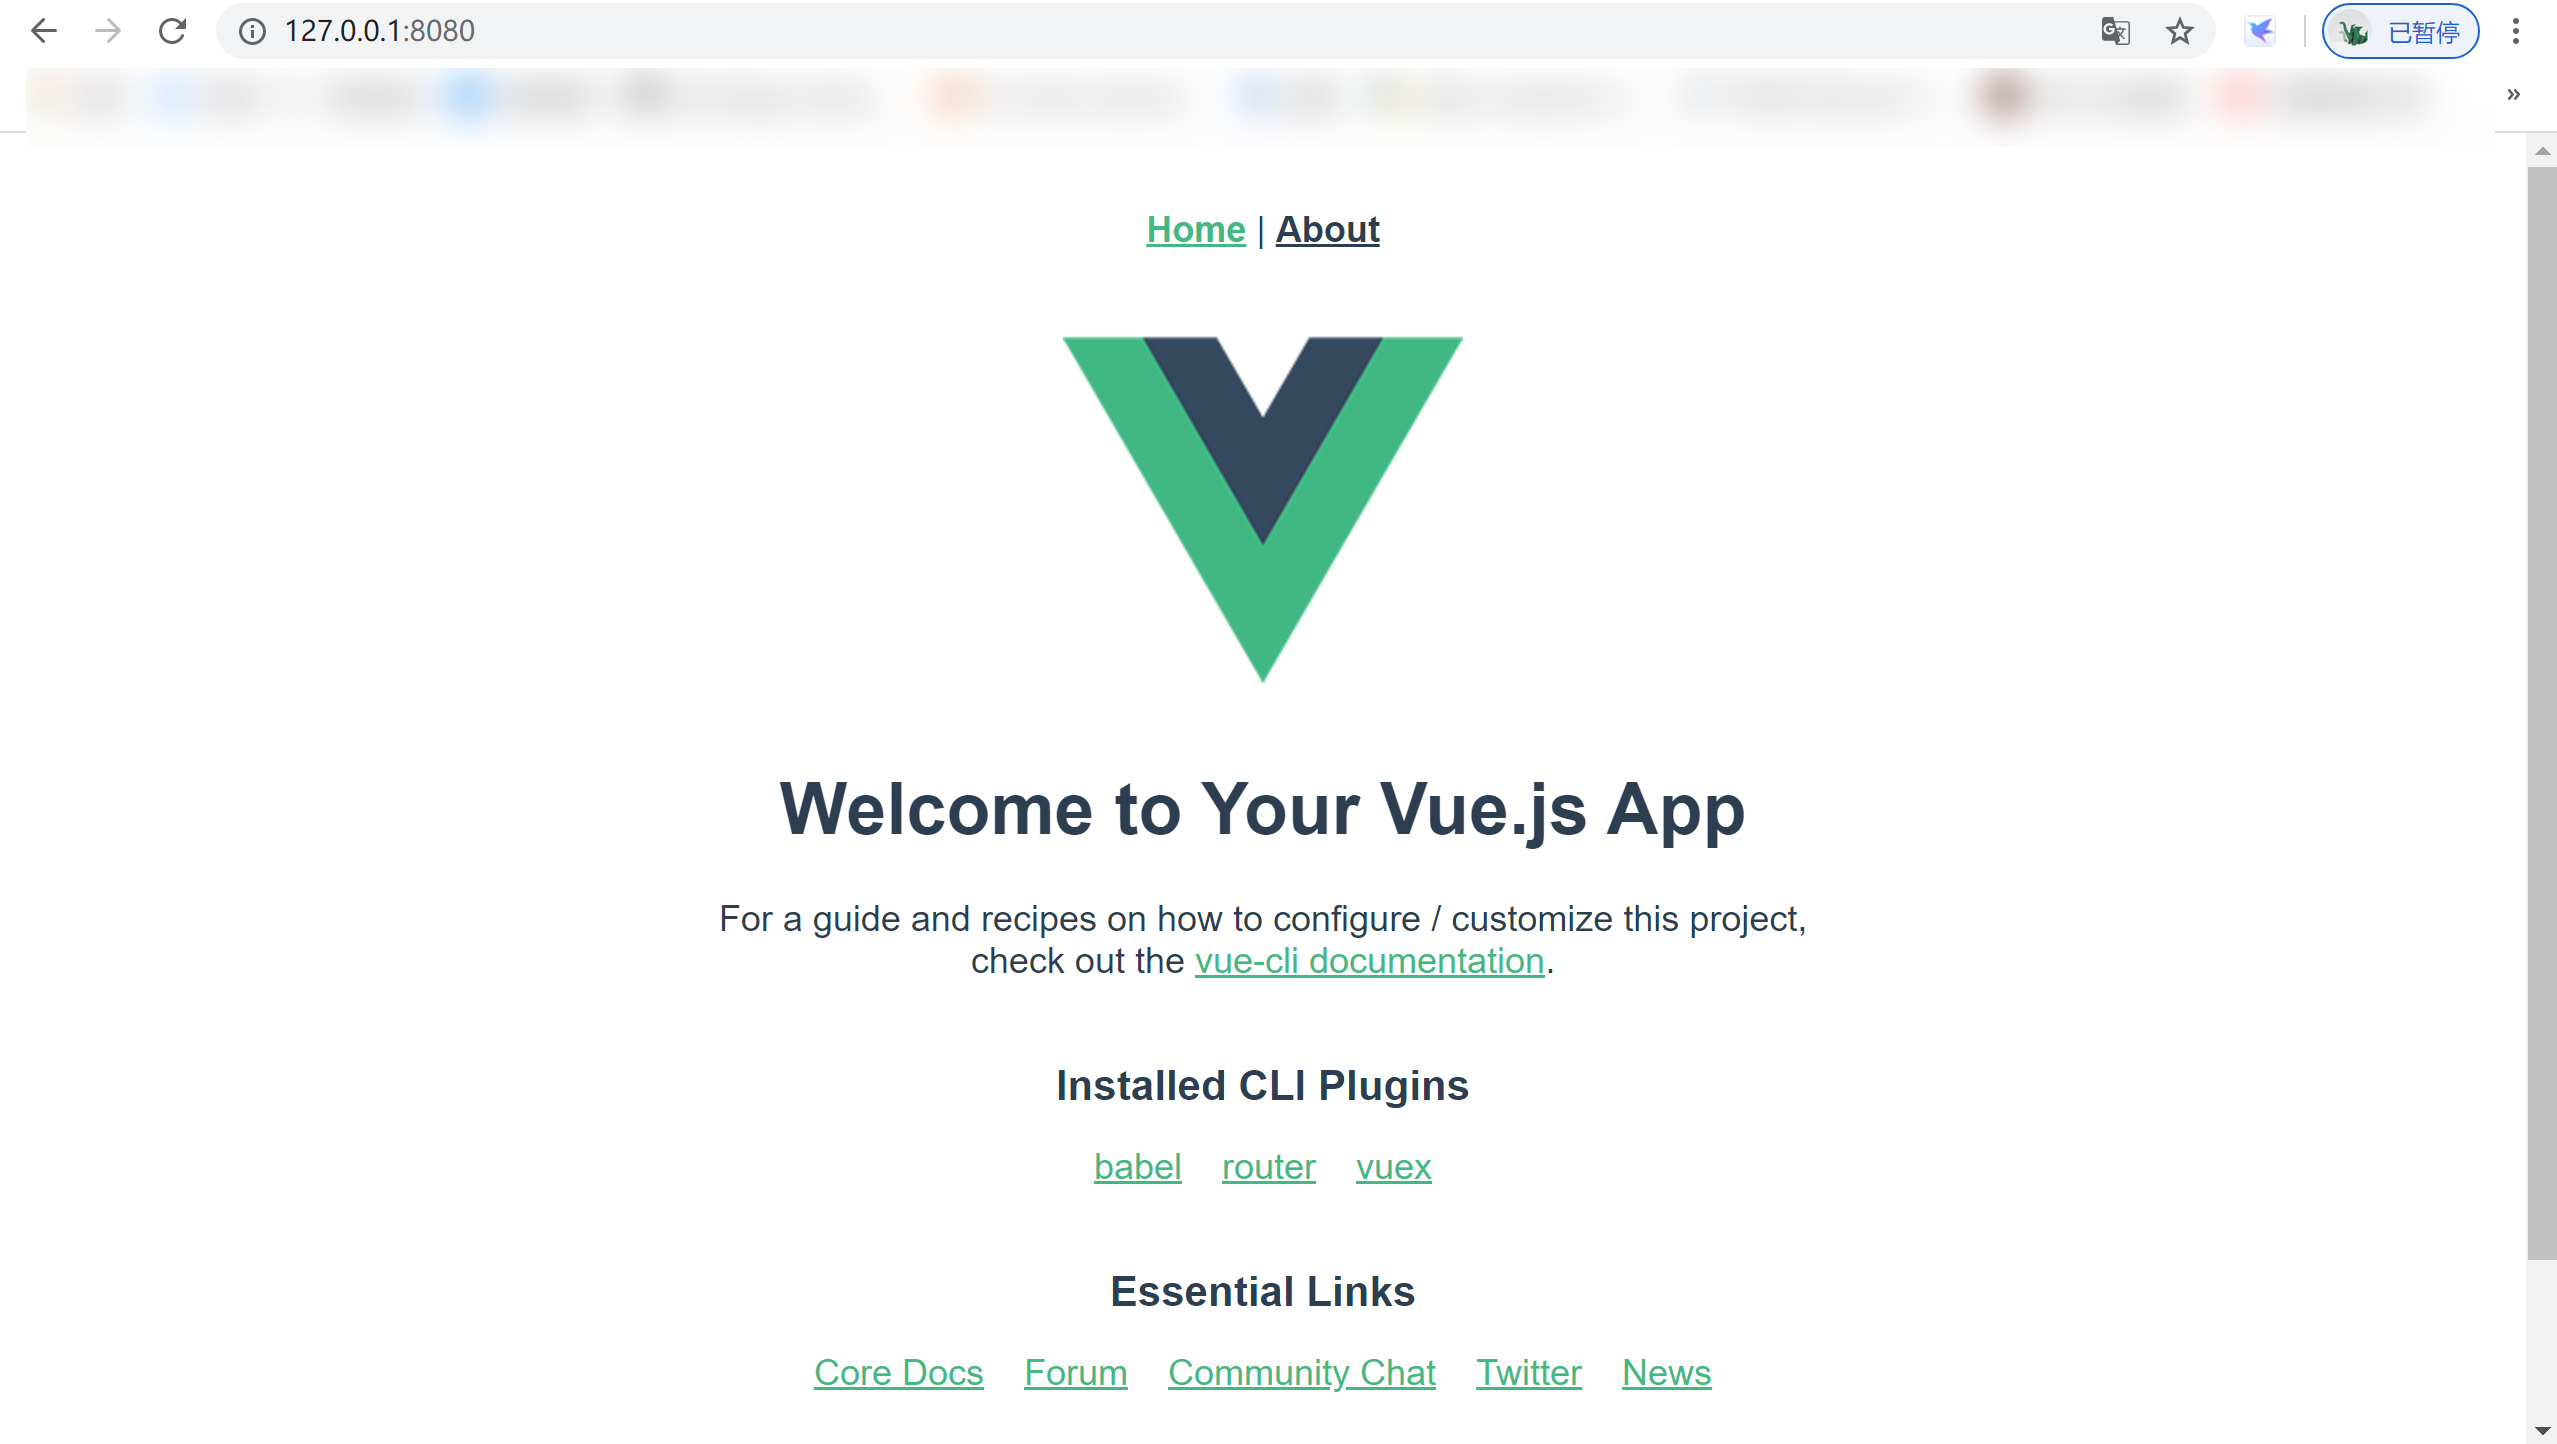 127.0.0.1:8080
已暂停
Home | About
Welcome to Your Vue.js App
For a guide and recipes on how to configure / customize this project,
check out the vue-cli documentation.
Installed CLI Plugins
babel router vuex
Essential Links
Core Docs Forum Community Chat Twitter News